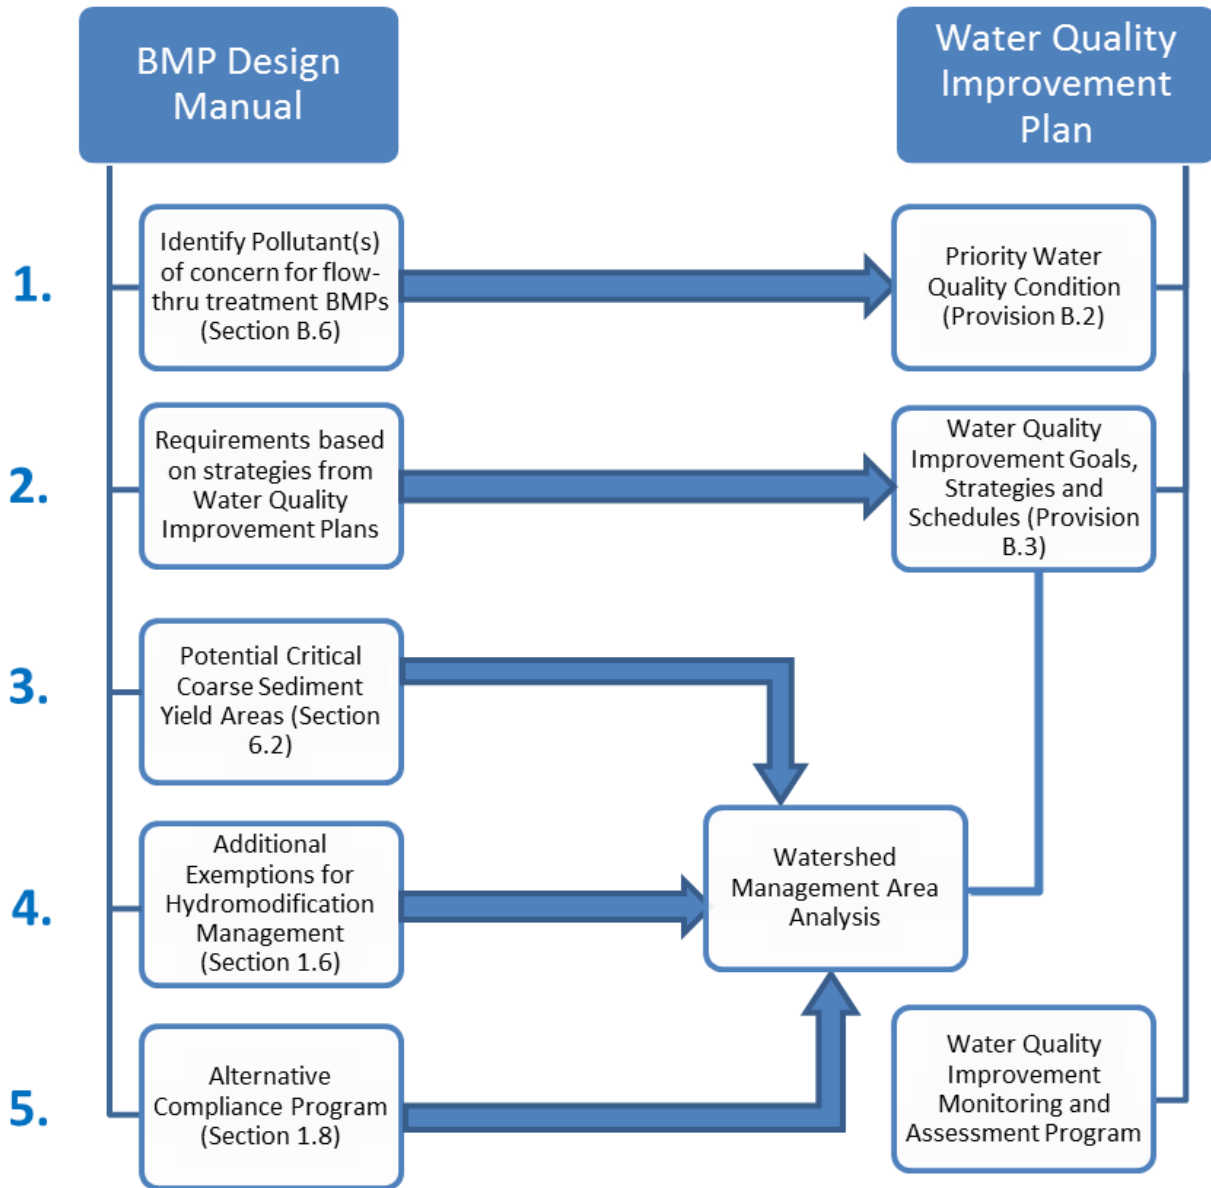 BMP Design
Manual
Water Quality
Improvement
Plan
1.
Identify Pollutant(s)
of concern for flow-
thru treatment BMPs
(Section B.6)
Priority Water
Quality Condition
(Provision B.2)
2.
Requirements based
on strategies from
Water Quality
Improvement Plans
Water Quality
Improvement Goals,
Strategies and
Schedules (Provision
B.3)
3.
Potential Critical
Coarse Sediment
Yield Areas (Section
6.2)
4.
Additional
Exemptions for
Hydromodification
Management
(Section 1.6)
Watershed
Management Area
Analysis
5.
Alternative
Compliance Program
(Section 1.8)
Water Quality
Improvement
Monitoring and
Assessment Program